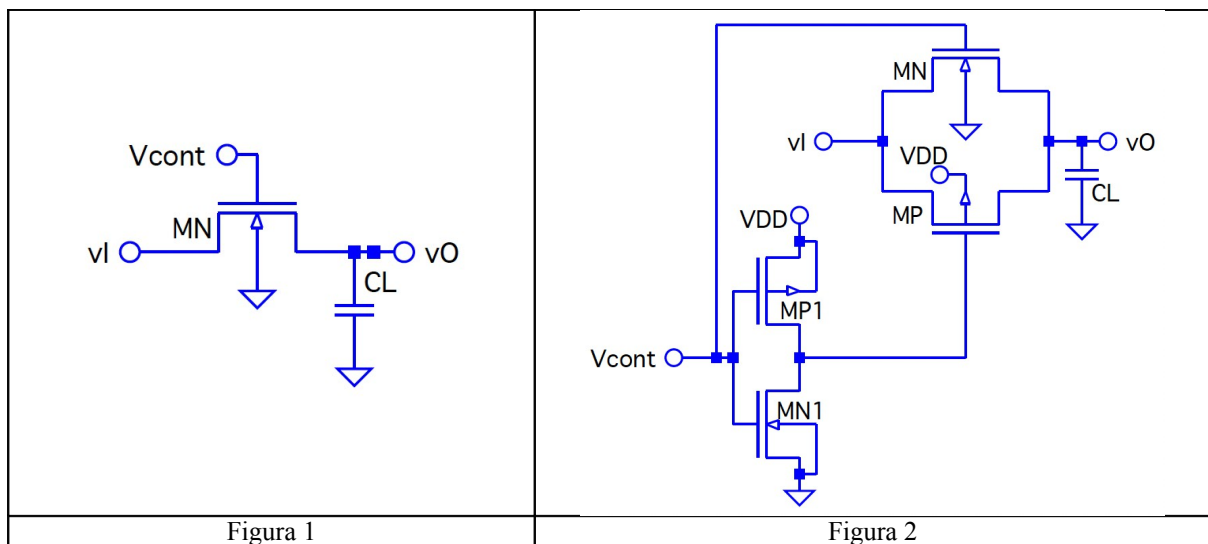 Vcont
MN
vI
vO
CL
Figura 1
MN
vI
VDD
vO
CL
MP
VDD
MP1
Vcont
MN1
Figura 2